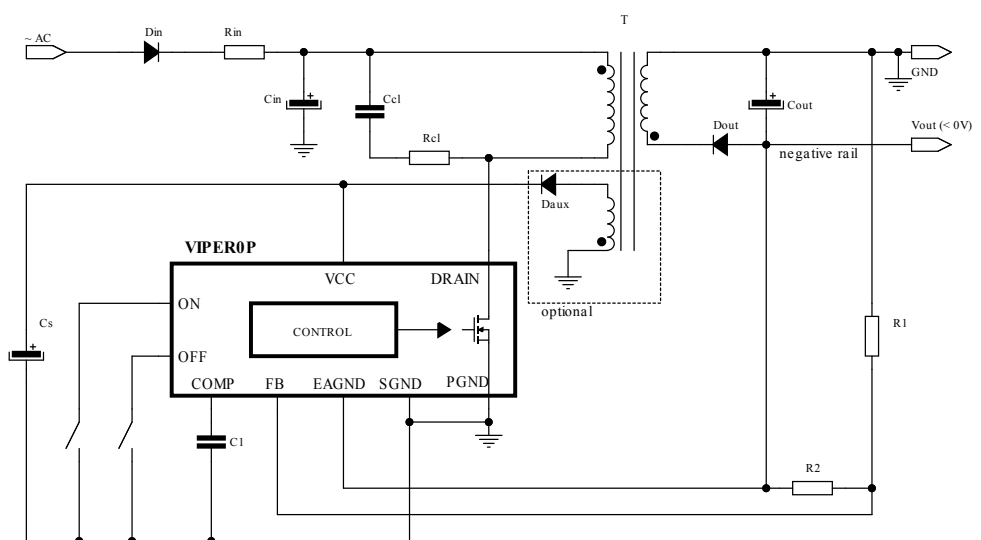 T
~ AC
Din
Rin
GND
Cin
+
Ccl
+
Cout
Rcl
Dout
Vout (< 0V)
negative rail
Daux
VIPER0P
VCC
DRAIN
ON
optional
Cs
+
CONTROL
R1
OFF
COMP
FB
EAGND
SGND
PGND
C1
R2